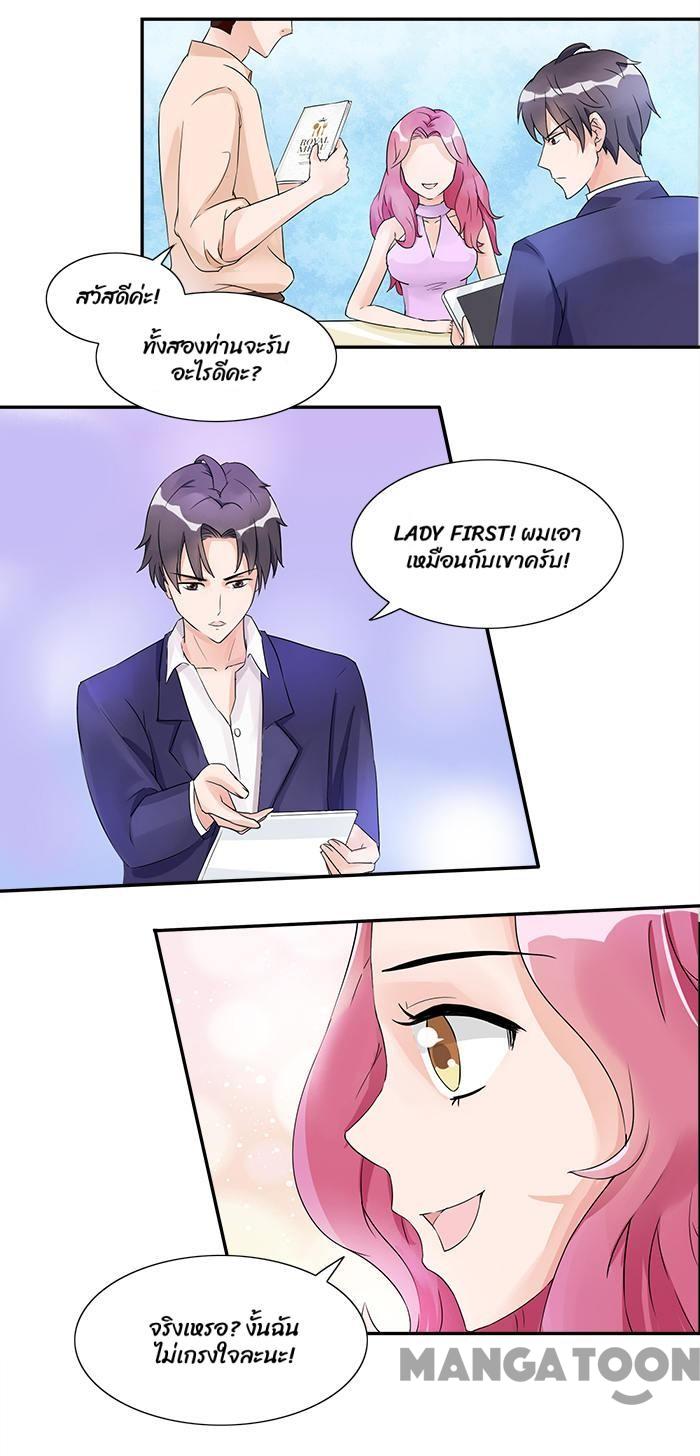 ROYAL
MENU
สวัสดีค่ะ!
ทั้งสองท่านจะรับ
อะไรดีคะ?
LADY FIRST! ผมเอา
เหมือนกับเขาครับ!
จริงเหรอ? งั้นฉัน
ไม่เกรงใจละนะ!
MANGATOON